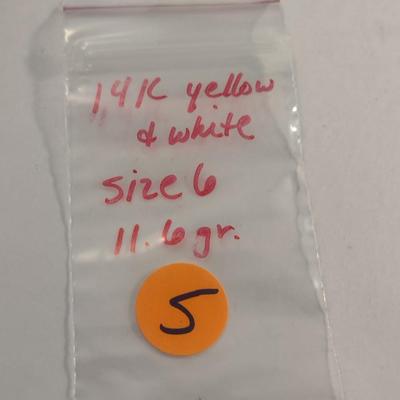 14K yellow
& white
size 6
11.6 gr.
5